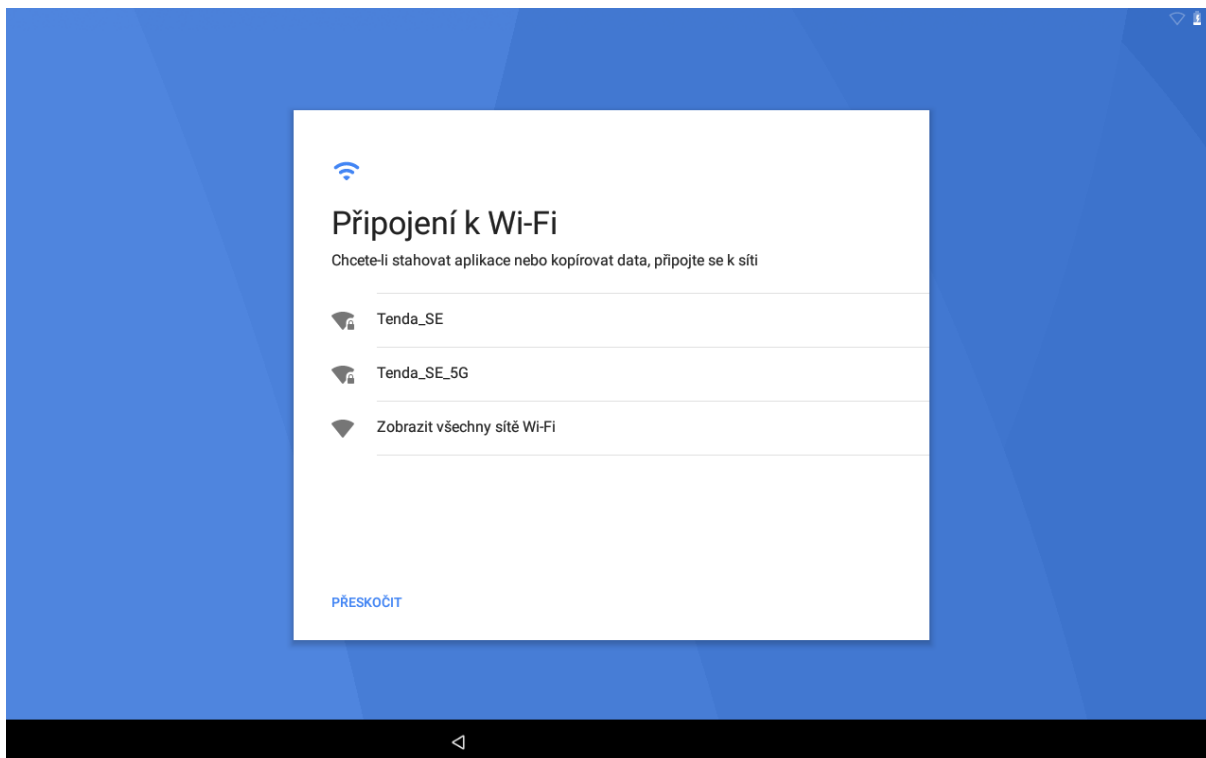 Připojení k Wi-Fi
Chcete-li stahovat aplikace nebo kopírovat data, připojte se k síti
Tenda_SE
Tenda_SE_5G
Zobrazit všechny sítě Wi-Fi
PŘESKOČIT